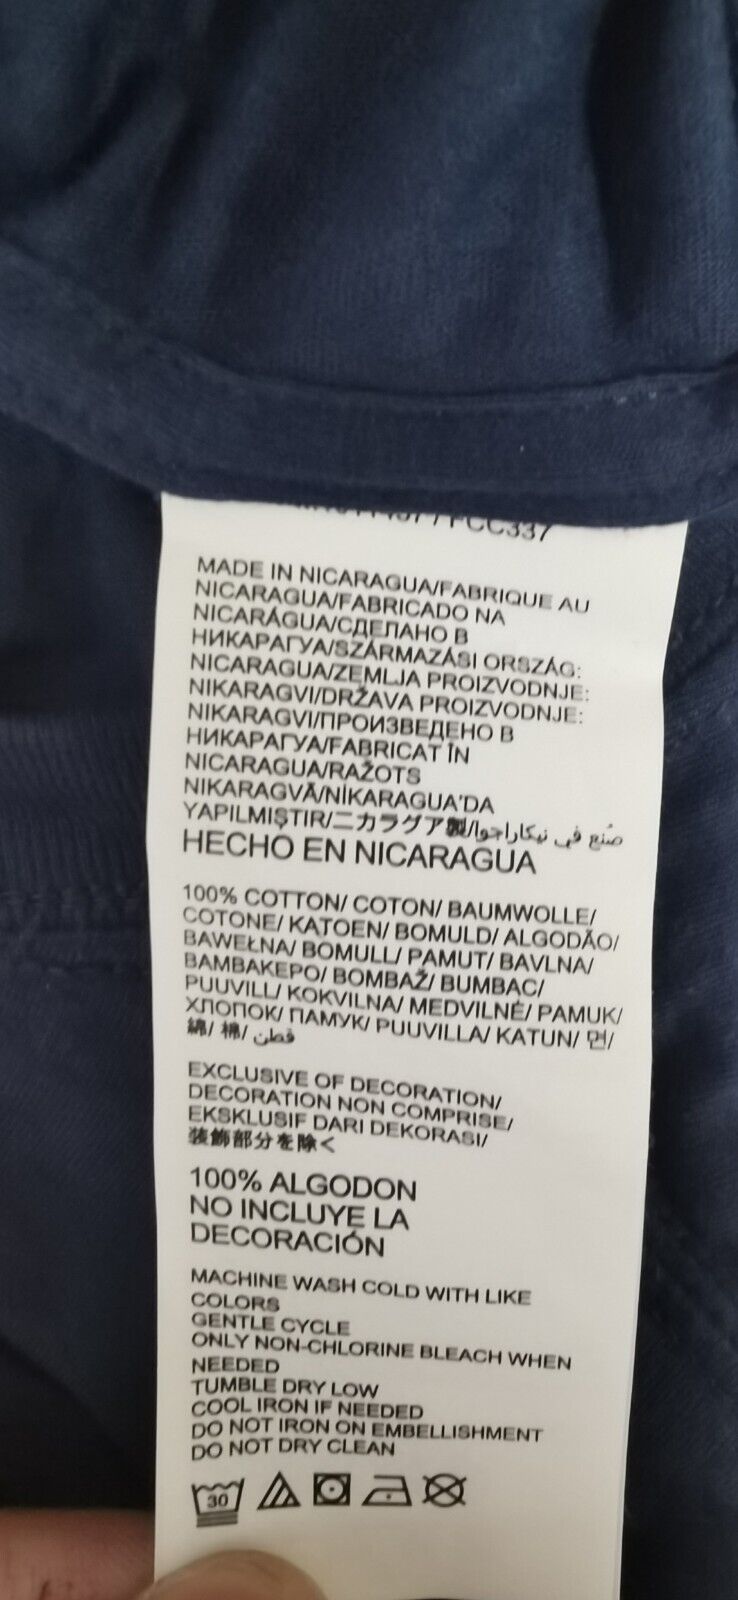 FCC337
MADE IN NICARAGUA/FABRIQUE AU
NICARAGUA/FABRICADO NA
NICARÁGUA/СДЕЛАНО В
НИКАРАГУА/SZÁRMAZÁSI ORSZÁG:
NICARAGUA/ZEMLJA PROIZVODNJE:
NIKARAGVI/DRŽAVA PROIZVODNJE:
NIKARAGVI/ПРОИЗВЕДЕНО В
НИКАРАГУА/FABRICAT ÎN
NICARAGUA/RAŽOTS
NIKARAGVĀ/NİKARAGUA'DA
YAPILMIŞTIR/ニカラグア製/صُنع في نيكاراجوا
HECHO EN NICARAGUA
100% COTTON/ COTON/ BAUMWOLLE/
COTONE/ KATOEN/ BOMULD/ ALGODÃO/
BAWEŁNA/ BOMULL/ PAMUT/ BAVLNA/
ΒΑΜΒΑΚΕΡΟ/ BOMBAŽ/ BUMBAC/
PUUVILL/ KOKVILNA/ MEDVILNĖ/ PAMUK/
ХЛОПОК/ ПАМУК/ PUUVILLA/ KATUN/ 면/
綿/ 棉/ قطن
EXCLUSIVE OF DECORATION/
DECORATION NON COMPRISE/
EKSKLUSIF DARI DEKORASI/
装飾部分を除く
100% ALGODON
NO INCLUYE LA
DECORACIÓN
MACHINE WASH COLD WITH LIKE
COLORS
GENTLE CYCLE
ONLY NON-CHLORINE BLEACH WHEN
NEEDED
TUMBLE DRY LOW
COOL IRON IF NEEDED
DO NOT IRON ON EMBELLISHMENT
DO NOT DRY CLEAN
30